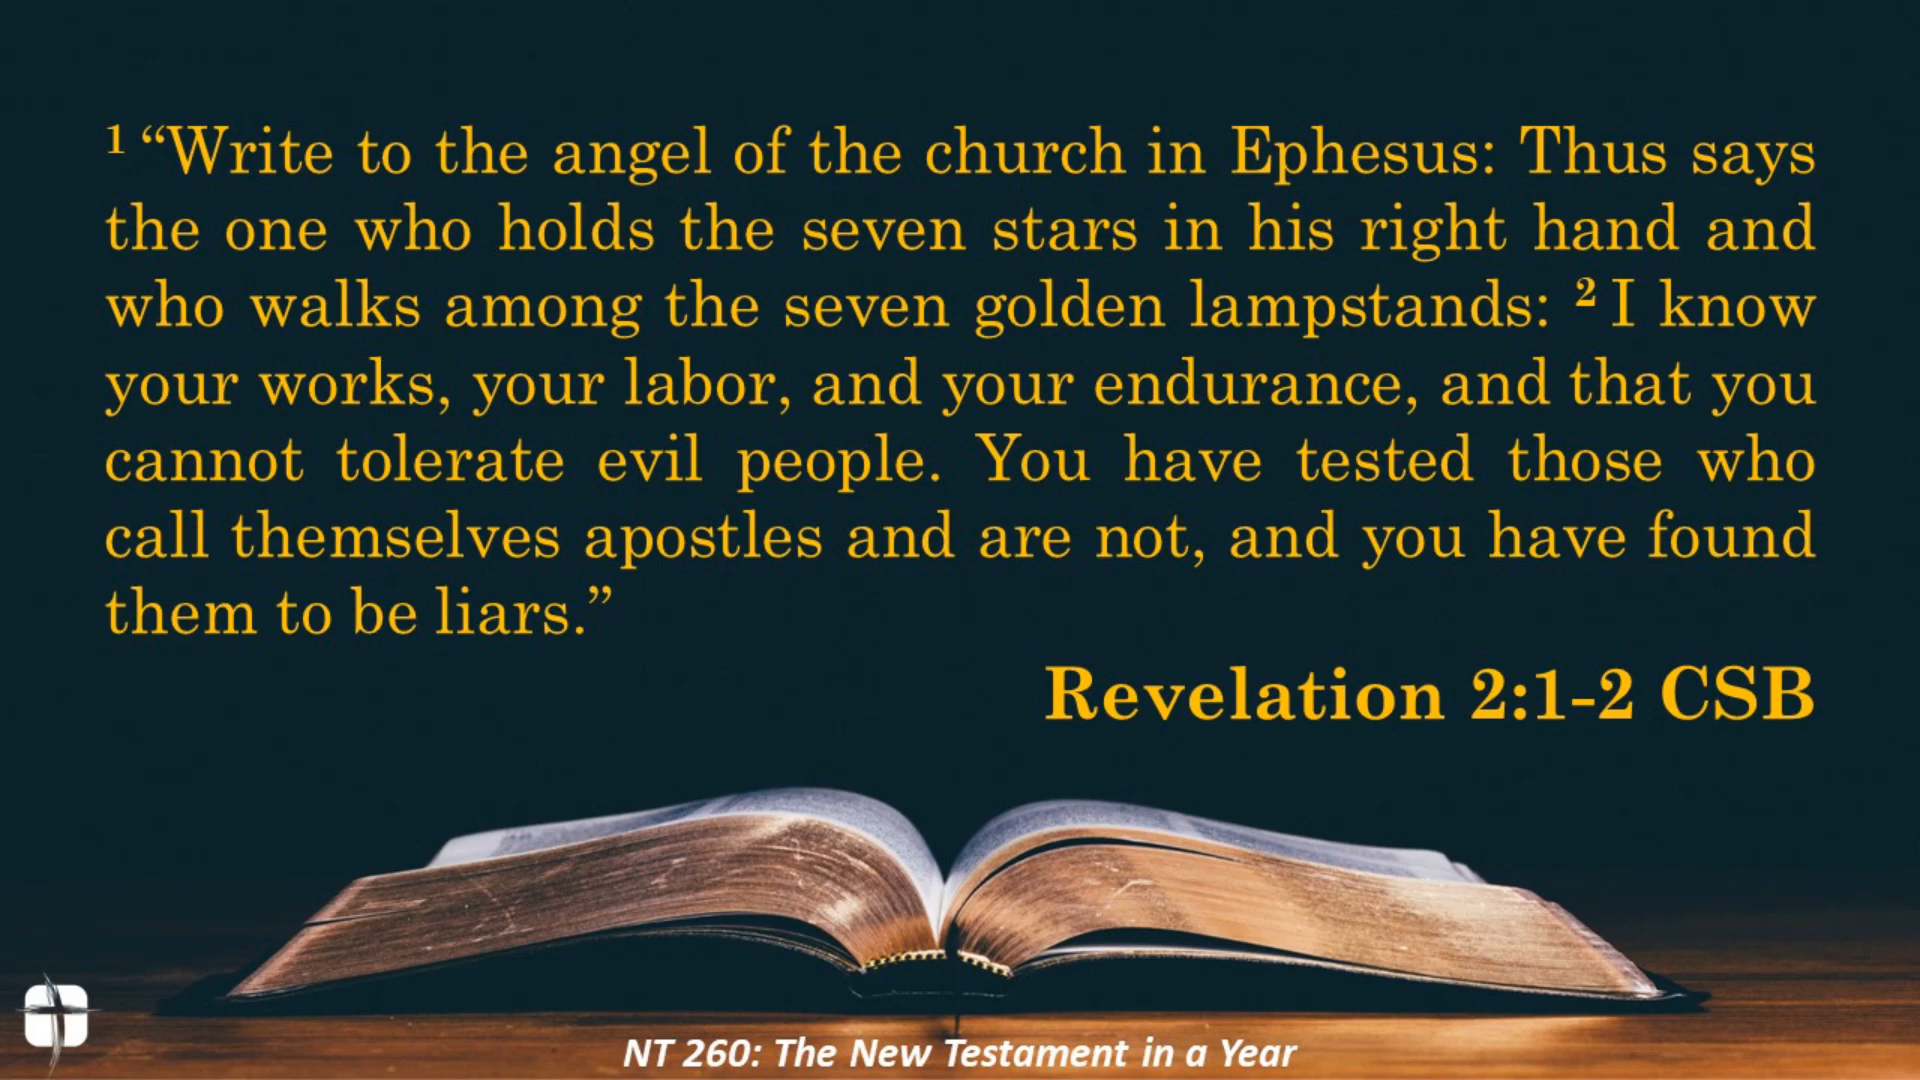 ¹ “Write to the angel of the church in Ephesus: Thus says
the one who holds the seven stars in his right hand and
who walks among the seven golden lampstands: ² I know
your works, your labor, and your endurance, and that you
cannot tolerate evil people. You have tested those who
call themselves apostles and are not, and you have found
them to be liars.”
Revelation 2:1-2 CSB
NT 260: The New Testament in a Year